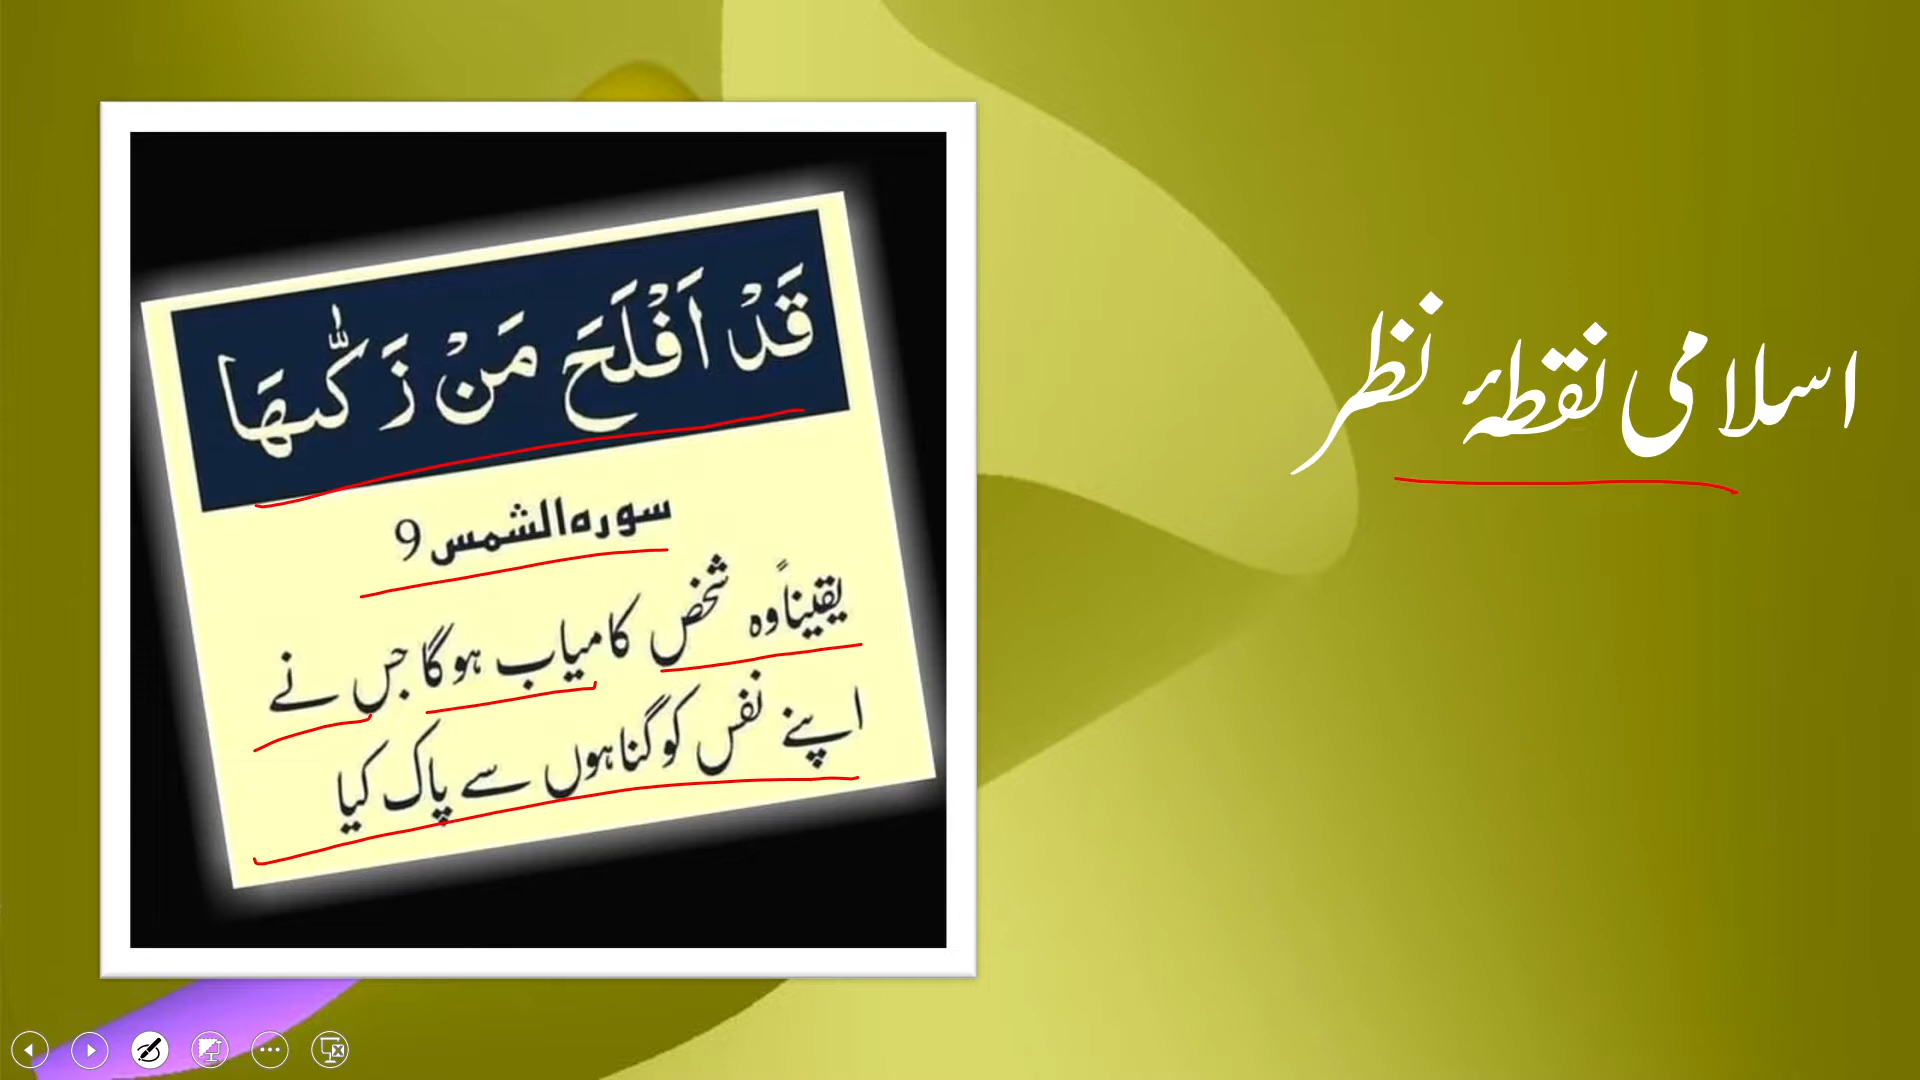 اسلامی نقطۂ نظر
قَدْ اَفْلَحَ مَنْ زَكّٰىهَا
سورہ الشمس 9
یقیناً وہ شخص کامیاب ہوگا جس نے
اپنے نفس کو گناہوں سے پاک کیا